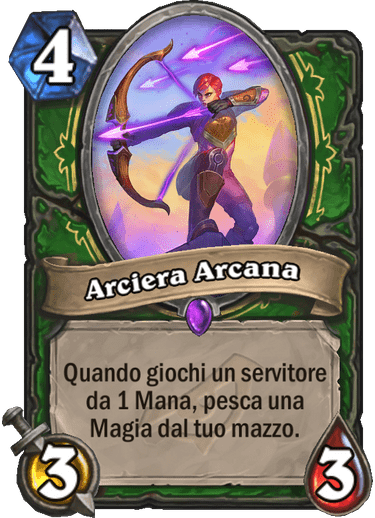 4
Arciera Arcana
Quando giochi un servitore
da 1 Mana, pesca una
Magia dal tuo mazzo.
3
3